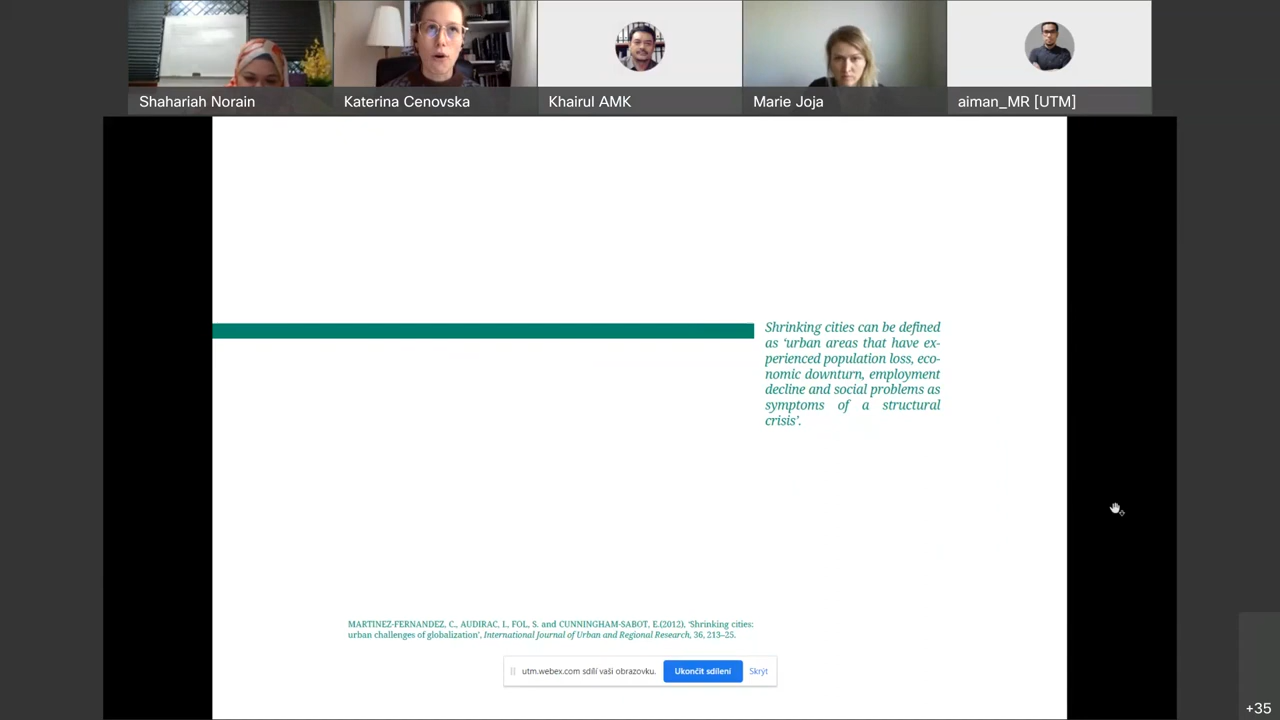 Shahariah Norain
Katerina Cenovska
Khairul AMK
Marie Joja
aiman_MR [UTM]
Shrinking cities can be defined
as ‘urban areas that have ex-
perienced population loss, eco-
nomic downturn, employment
decline and social problems as
symptoms of a structural
crisis’.
MARTINEZ-FERNANDEZ, C., AUDIRAC, I., FOL, S. and CUNNINGHAM-SABOT, E.(2012), ‘Shrinking cities:
urban challenges of globalization’, International Journal of Urban and Regional Research, 36, 213–25.
utm.webex.com sdílí vaši obrazovku.
Ukončit sdílení
Skrýt
+35